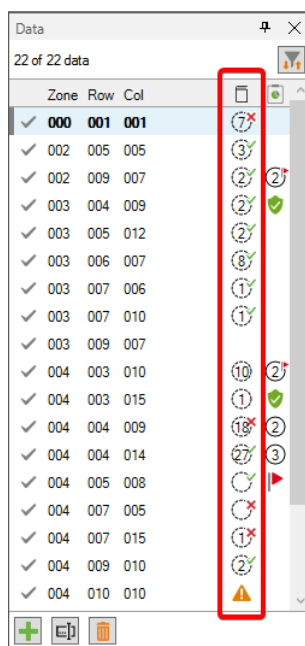 Data
22 of 22 data
Zone Row Col
000 001 001 7
002 005 005 3
002 009 007 2 2
003 004 009 2
003 005 012 2
003 006 007 8
003 007 006 1
003 007 010 1
003 009 007
004 003 010 10 2
004 003 015 1
004 004 009 18 2
004 004 014 27 3
004 005 008
004 007 005
004 007 015 1
004 009 010 2
004 010 010